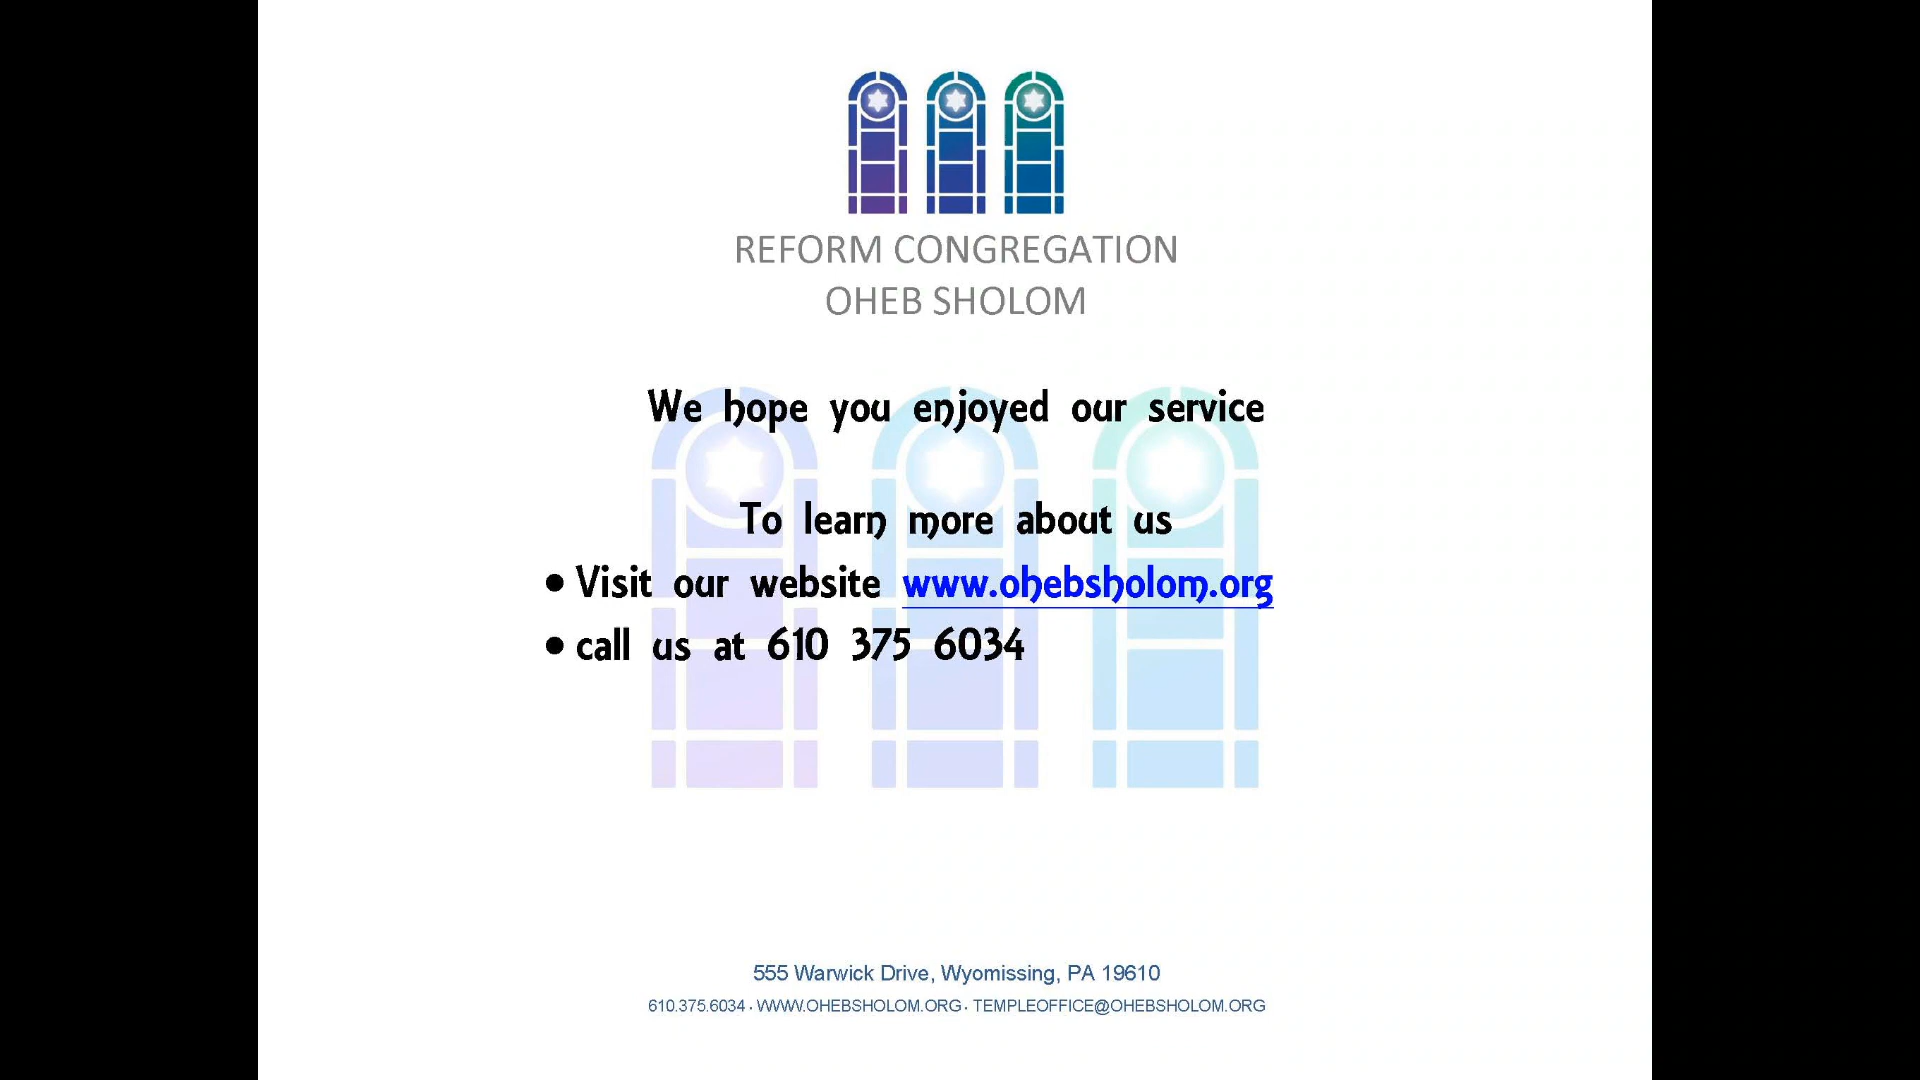 REFORM CONGREGATION
OHEB SHOLOM
We hope you enjoyed our service
To learn more about us
• Visit our website www.ohebsholom.org
• call us at 610 375 6034
555 Warwick Drive, Wyomissing, PA 19610
610.375.6034 • WWW.OHEBSHOLOM.ORG • TEMPLEOFFICE@OHEBSHOLOM.ORG